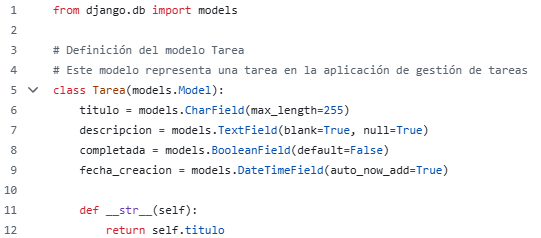 1 from django.db import models
2
3 # Definición del modelo Tarea
4 # Este modelo representa una tarea en la aplicación de gestión de tareas
5 class Tarea(models.Model):
6     titulo = models.CharField(max_length=255)
7     descripcion = models.TextField(blank=True, null=True)
8     completada = models.BooleanField(default=False)
9     fecha_creacion = models.DateTimeField(auto_now_add=True)
10
11     def __str__(self):
12         return self.titulo